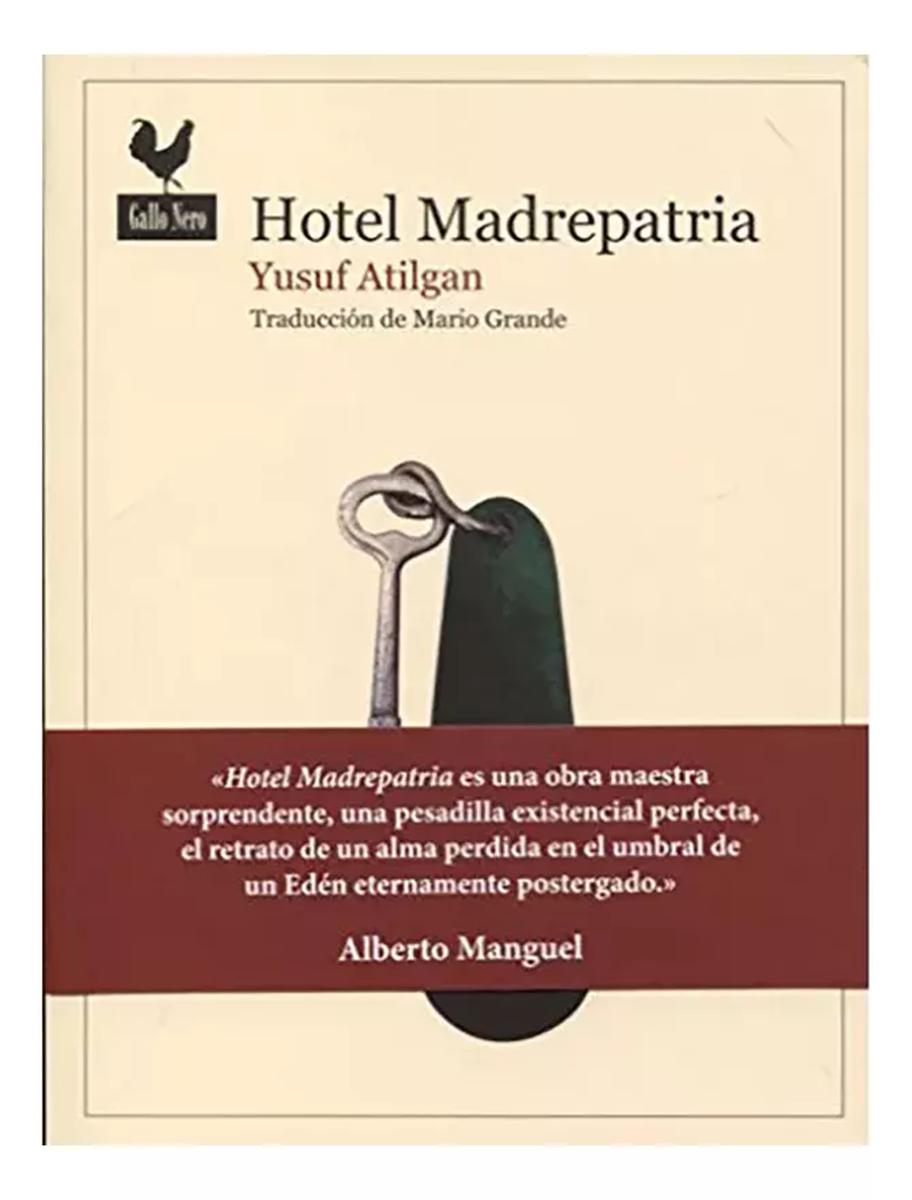 Gallo Nero
Hotel Madrepatria
Yusuf Atilgan
Traducción de Mario Grande
«Hotel Madrepatria es una obra maestra
sorprendente, una pesadilla existencial perfecta,
el retrato de un alma perdida en el umbral de
un Edén eternamente postergado.»
Alberto Manguel